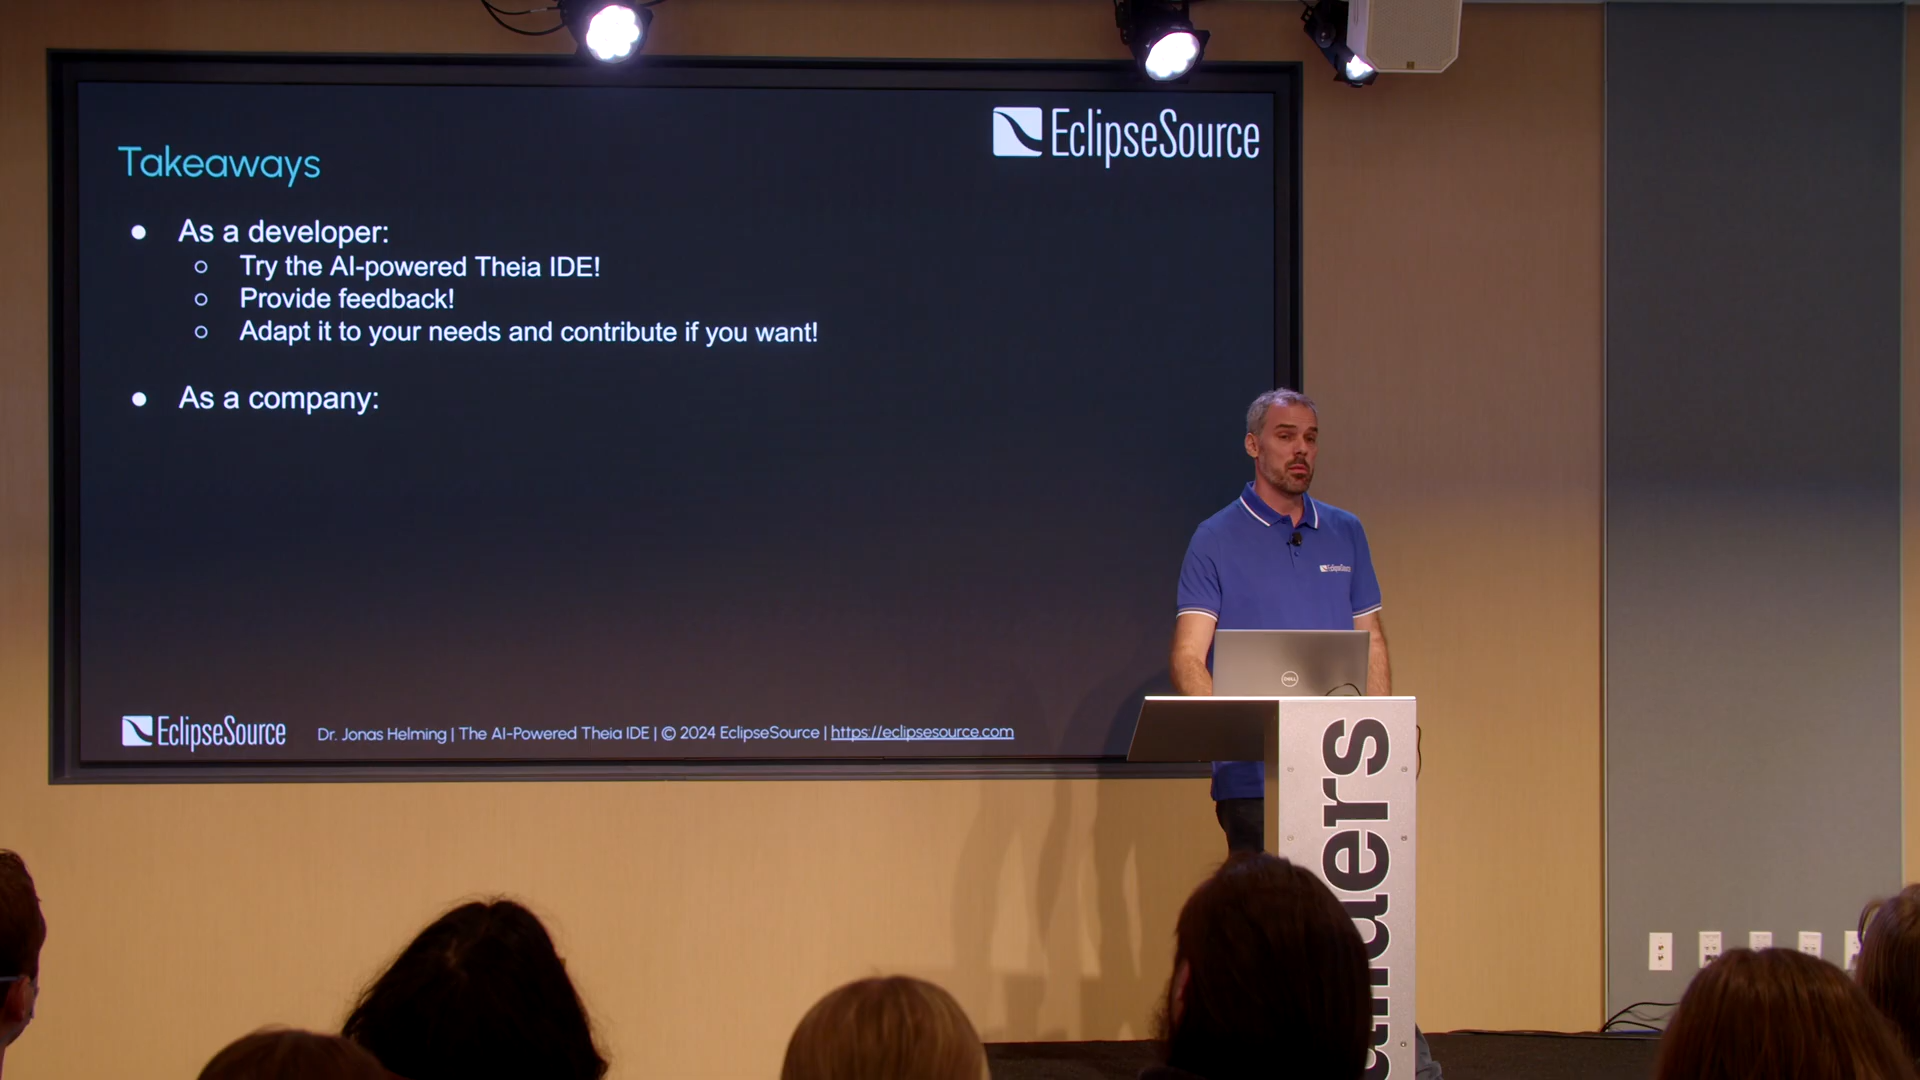 EclipseSource
Takeaways
● As a developer:
○ Try the AI-powered Theia IDE!
○ Provide feedback!
○ Adapt it to your needs and contribute if you want!
● As a company:
EclipseSource
Dr. Jonas Helming | The AI-Powered Theia IDE | © 2024 EclipseSource | https://eclipsesource.com
EclipseSource
DELL